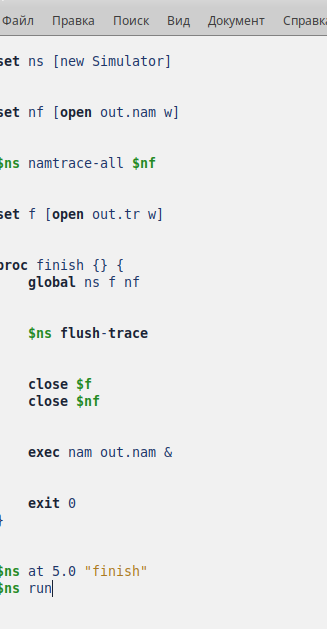 Файл Правка Поиск Вид Документ Справка
set ns [new Simulator]
set nf [open out.nam w]
$ns namtrace-all $nf
set f [open out.tr w]
proc finish {} {
global ns f nf
$ns flush-trace
close $f
close $nf
exec nam out.nam &
exit 0
}
$ns at 5.0 "finish"
$ns run